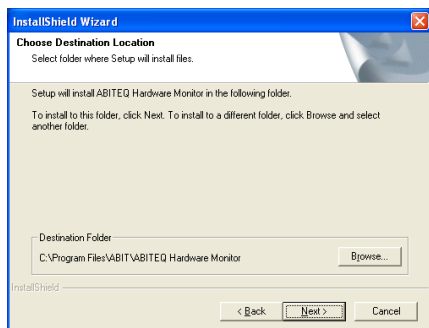 InstallShield Wizard
Choose Destination Location
Select folder where Setup will install files.
Setup will install ABITEQ Hardware Monitor in the following folder.
To install to this folder, click Next. To install to a different folder, click Browse and select
another folder.
Destination Folder
C:\Program Files\ABIT\ABITEQ Hardware Monitor
Browse...
InstallShield
< Back
Next >
Cancel